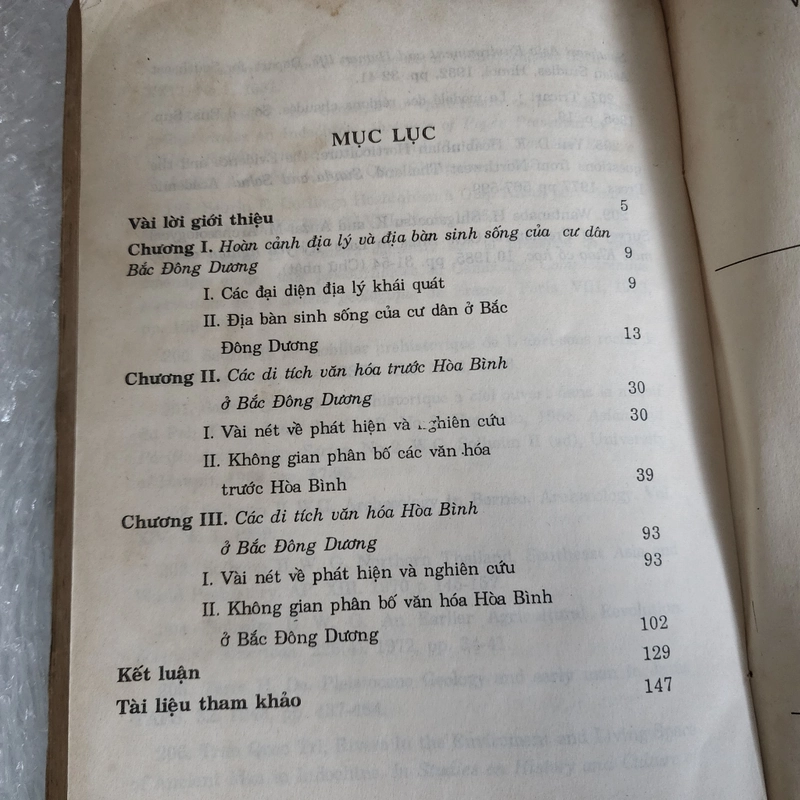 MỤC LỤC
Vài lời giới thiệu 5
Chương I. Hoàn cảnh địa lý và địa bàn sinh sống của cư dân
Bắc Đông Dương 9
I. Các đại diện địa lý khái quát 9
II. Địa bàn sinh sống của cư dân ở Bắc
Đông Dương 13
Chương II. Các di tích văn hóa trước Hòa Bình
ở Bắc Đông Dương 30
I. Vài nét về phát hiện và nghiên cứu 30
II. Không gian phân bố các văn hóa
trước Hòa Bình 39
Chương III. Các di tích văn hóa Hòa Bình
ở Bắc Đông Dương 93
I. Vài nét về phát hiện và nghiên cứu 93
II. Không gian phân bố văn hóa Hòa Bình
ở Bắc Đông Dương 102
Kết luận 129
Tài liệu tham khảo 147